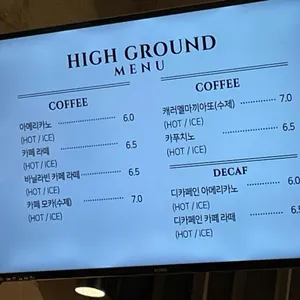 HIGH GROUND
MENU
COFFEE
아메리카노 6.0
(HOT / ICE)
카페 라떼 6.5
(HOT / ICE)
바닐라빈 카페 라떼 6.5
(HOT / ICE)
카페 모카(수제) 7.0
(HOT / ICE)
COFFEE
캐러멜마끼아또(수제) 7.0
(HOT / ICE)
카푸치노 6.5
(HOT / ICE)
DECAF
디카페인 아메리카노 6.0
(HOT / ICE)
디카페인 카페 라떼 6.5
(HOT / ICE)